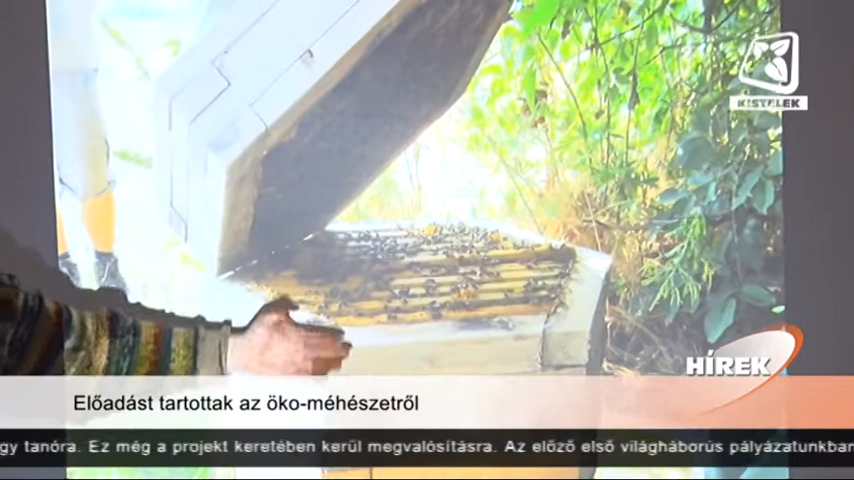 KISTELEK
HÍREK
Előadást tartottak az öko-méhészetről
gy tanóra. Ez még a projekt keretében kerül megvalósításra. Az előző első világháborús pályázatunkban